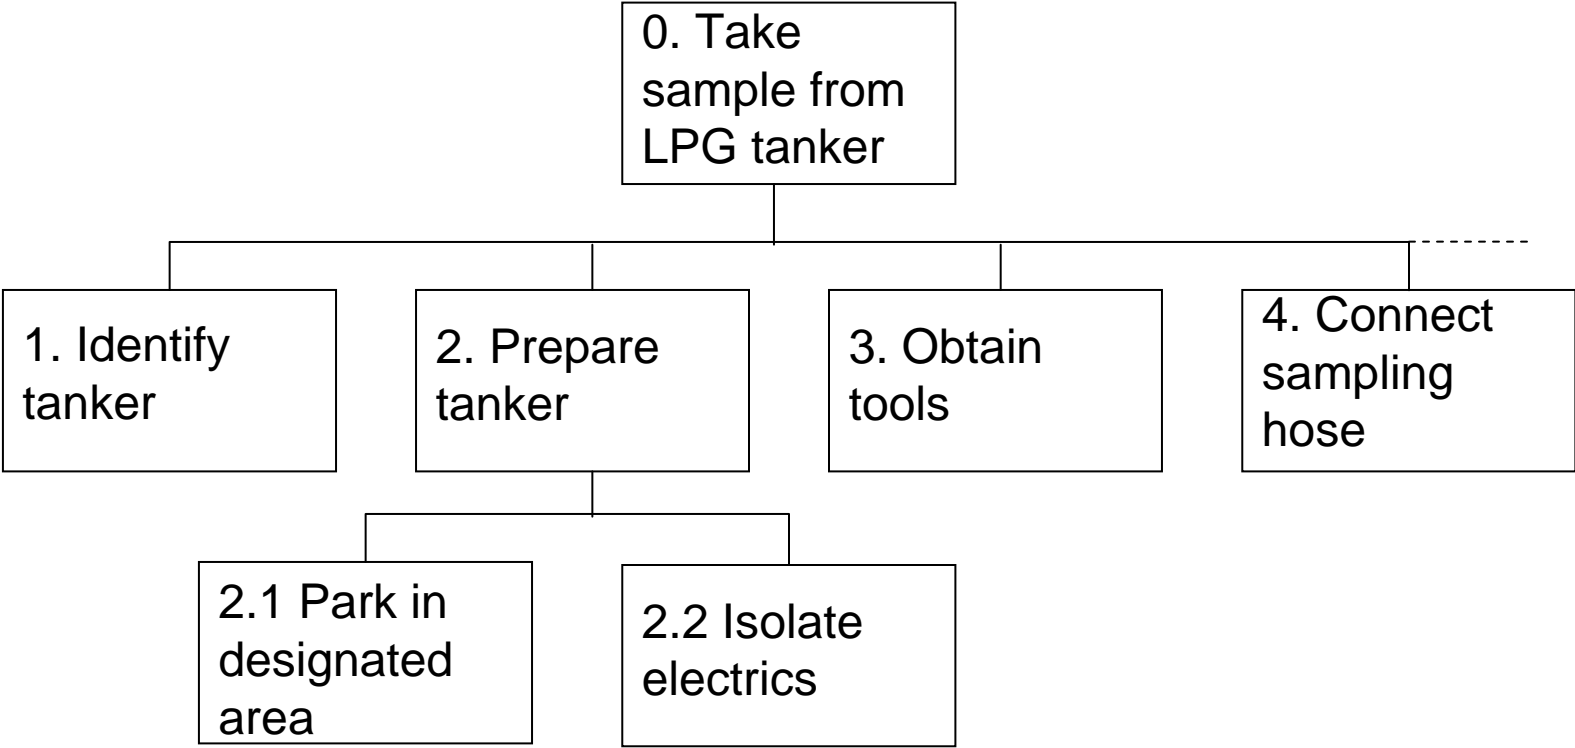 0. Take
sample from
LPG tanker
1. Identify
tanker
2. Prepare
tanker
3. Obtain
tools
4. Connect
sampling
hose
2.1 Park in
designated
area
2.2 Isolate
electrics